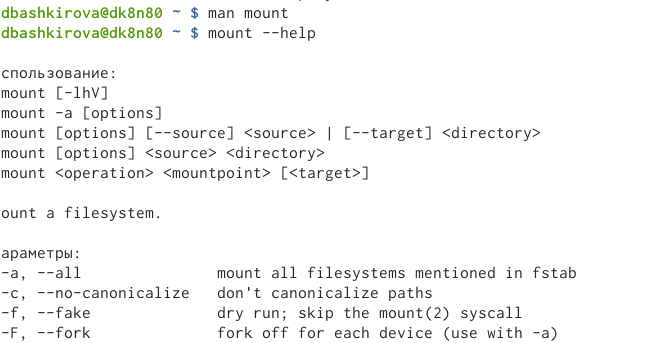 dbashkirova@dk8n80 ~ $ man mount
dbashkirova@dk8n80 ~ $ mount --help
спользование:
mount [-lhV]
mount -a [options]
mount [options] [--source] <source> | [--target] <directory>
mount [options] <source> <directory>
mount <operation> <mountpoint> [<target>]
ount a filesystem.
араметры:
-a, --all               mount all filesystems mentioned in fstab
-c, --no-canonicalize   don't canonicalize paths
-f, --fake              dry run; skip the mount(2) syscall
-F, --fork              fork off for each device (use with -a)